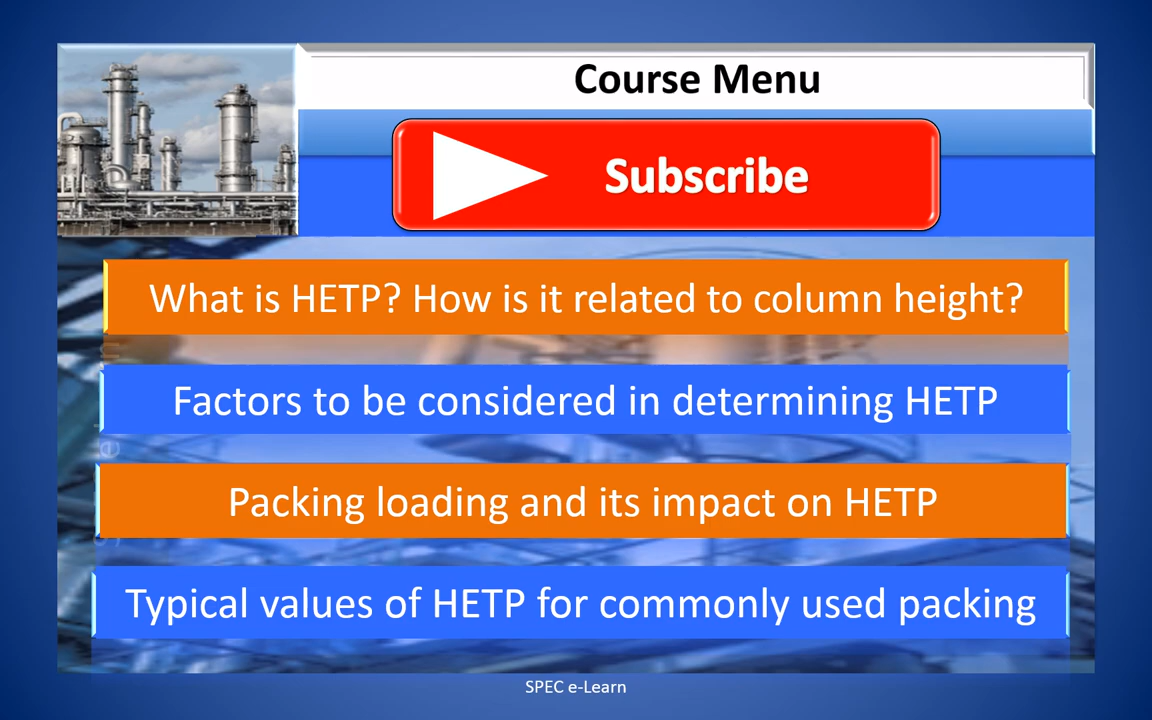 Course Menu
Subscribe
What is HETP? How is it related to column height?
Factors to be considered in determining HETP
Packing loading and its impact on HETP
Typical values of HETP for commonly used packing
SPEC e-Learn